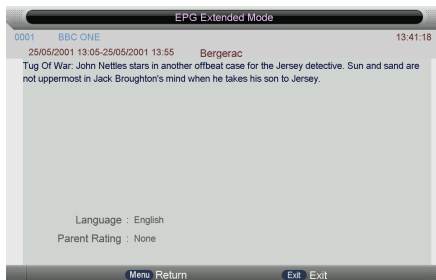 EPG Extended Mode
0001 BBC ONE 13:41:18
25/05/2001 13:05-25/05/2001 13:55 Bergerac
Tug Of War: John Nettles stars in another offbeat case for the Jersey detective. Sun and sand are
not uppermost in Jack Broughton's mind when he takes his son to Jersey.
Language : English
Parent Rating : None
Menu Return Exit Exit